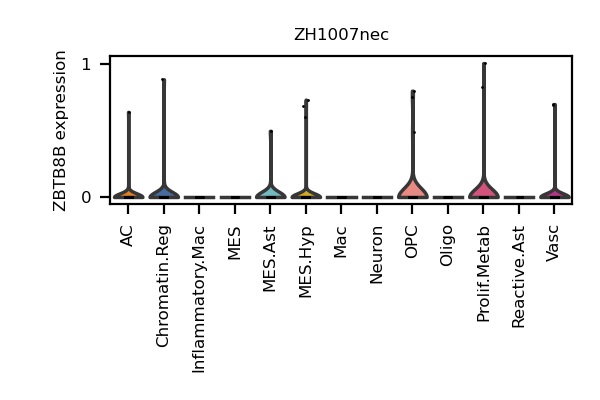 ZH1007nec
ZBTB8B expression
1
0
AC
Chromatin.Reg
Inflammatory.Mac
MES
MES.Ast
MES.Hyp
Mac
Neuron
OPC
Oligo
Prolif.Metab
Reactive.Ast
Vasc